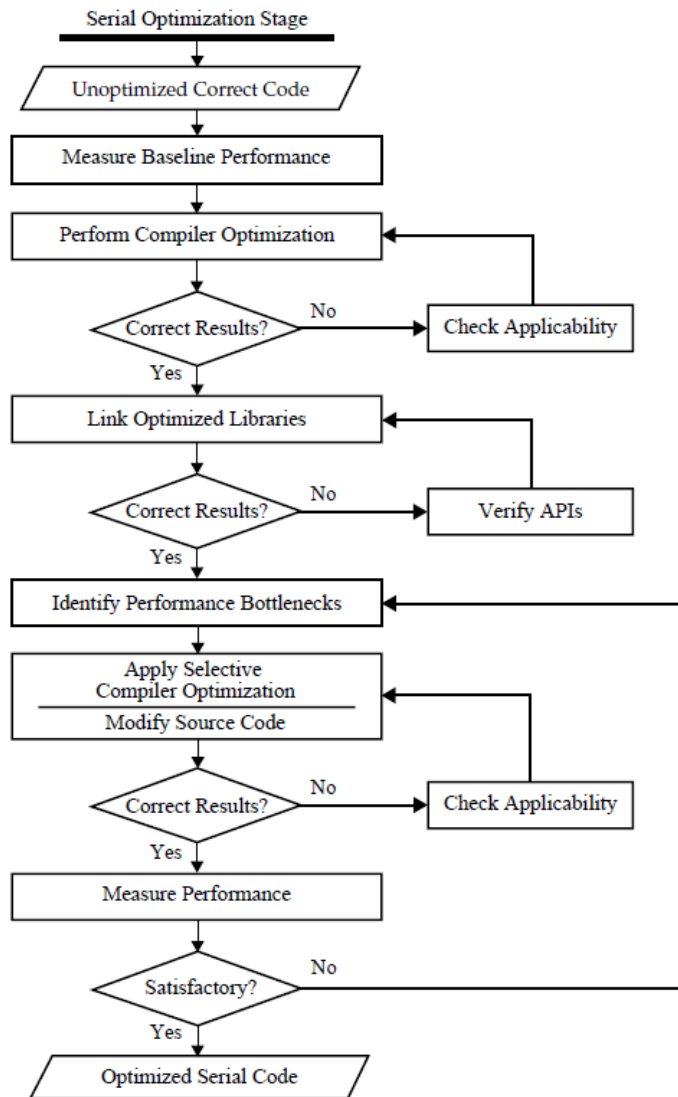 Serial Optimization Stage
Unoptimized Correct Code
Measure Baseline Performance
Perform Compiler Optimization
Correct Results?
No
Check Applicability
Yes
Link Optimized Libraries
Correct Results?
No
Verify APIs
Yes
Identify Performance Bottlenecks
Apply Selective
Compiler Optimization
Modify Source Code
Correct Results?
No
Check Applicability
Yes
Measure Performance
Satisfactory?
No
Yes
Optimized Serial Code